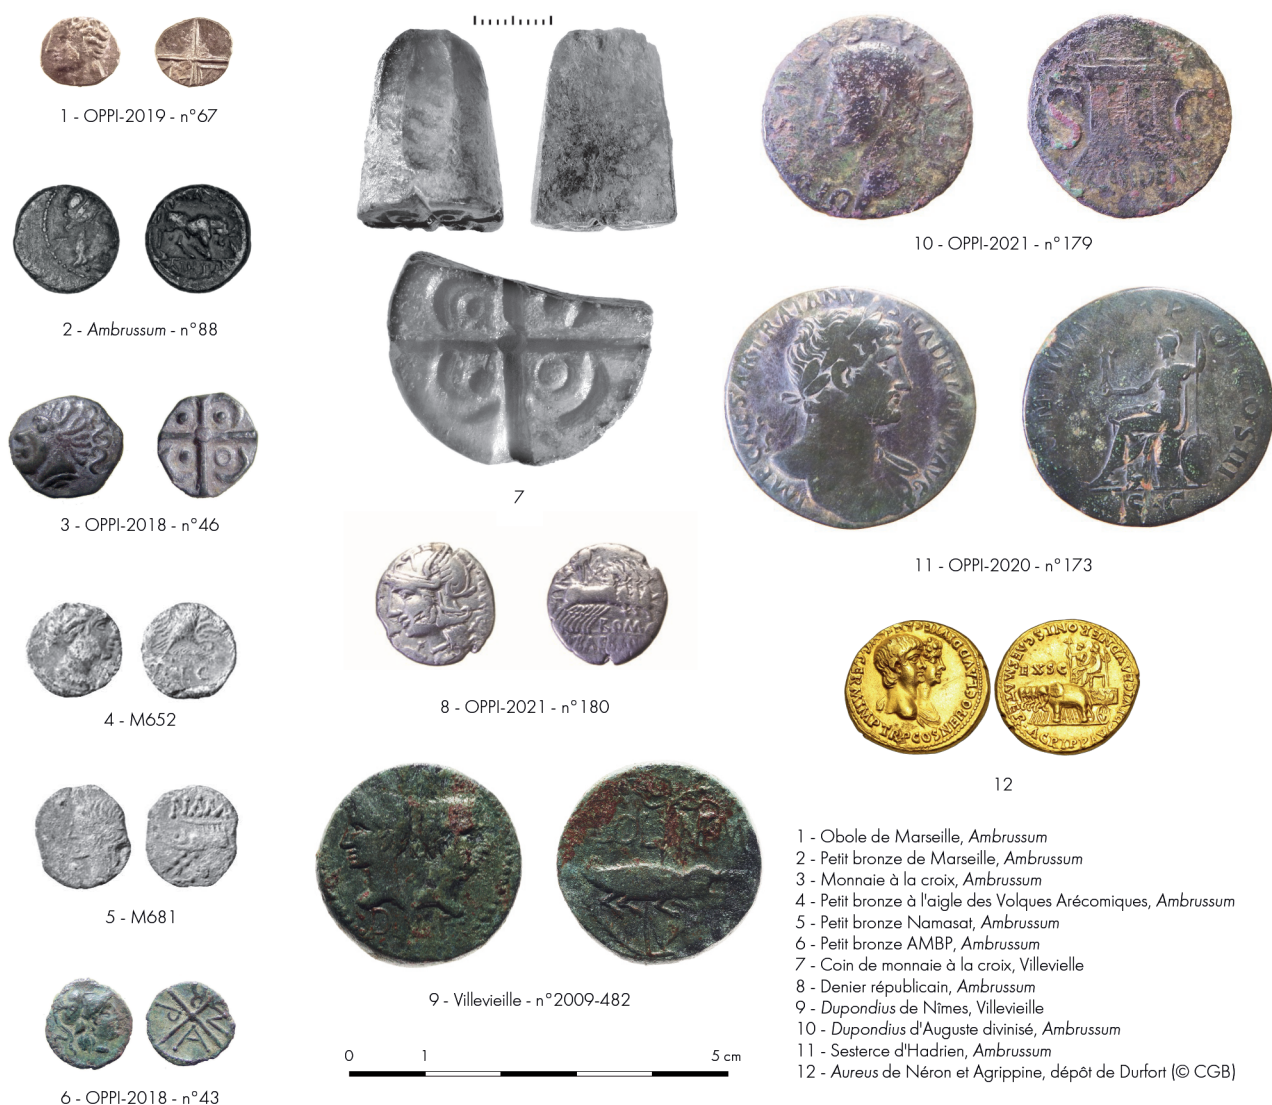 1 - OPPI-2019 - n°67
2 - Ambrussum - n°88
3 - OPPI-2018 - n°46
4 - M652
5 - M681
6 - OPPI-2018 - n°43
7
ROMA
8 - OPPI-2021 - n°180
9 - Villevieille - n°2009-482
0 1 5 cm
S C
10 - OPPI-2021 - n°179
11 - OPPI-2020 - n°173
EXSC
12
1 - Obole de Marseille, Ambrussum
2 - Petit bronze de Marseille, Ambrussum
3 - Monnaie à la croix, Ambrussum
4 - Petit bronze à l'aigle des Volques Arécomiques, Ambrussum
5 - Petit bronze Namasat, Ambrussum
6 - Petit bronze AMBP, Ambrussum
7 - Coin de monnaie à la croix, Villevielle
8 - Denier républicain, Ambrussum
9 - Dupondius de Nîmes, Villevieille
10 - Dupondius d'Auguste divinisé, Ambrussum
11 - Sesterce d'Hadrien, Ambrussum
12 - Aureus de Néron et Agrippine, dépôt de Durfort (© CGB)